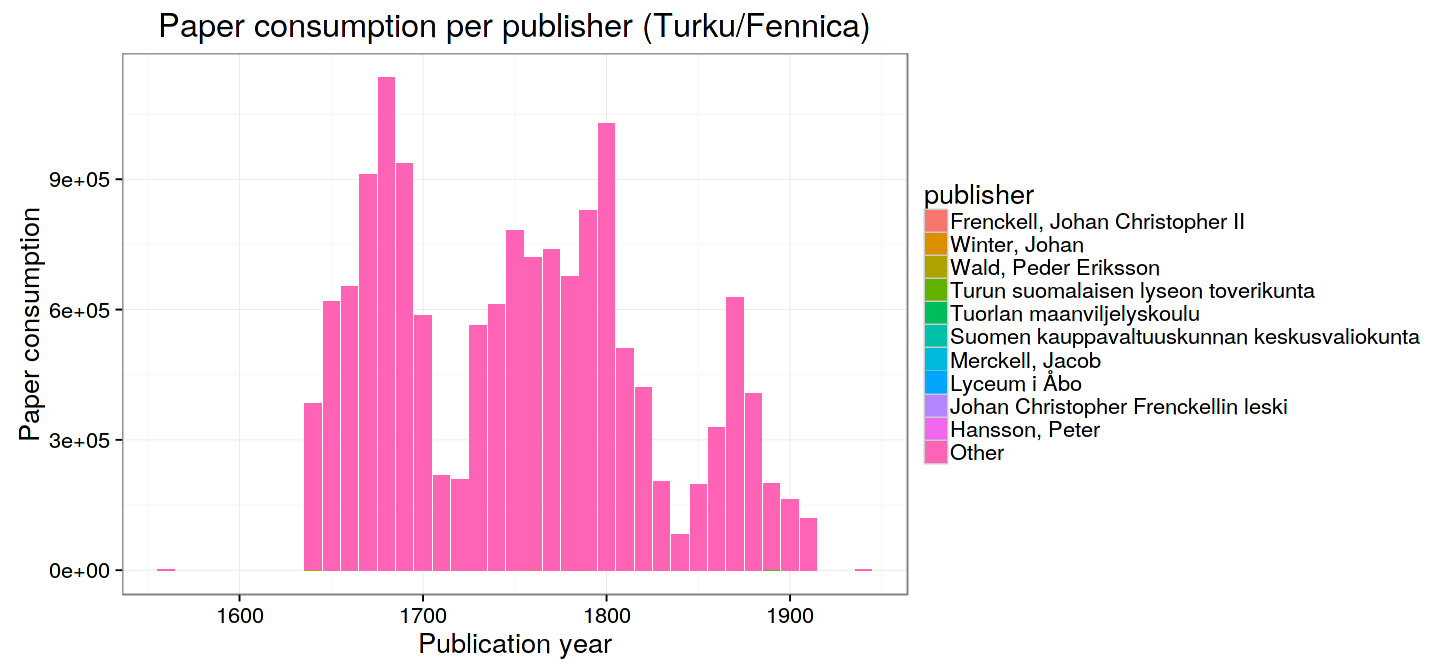 Paper consumption per publisher (Turku/Fennica)
Paper consumption
9e+05
6e+05
3e+05
0e+00
1600
1700
1800
1900
Publication year
publisher
Frenckell, Johan Christopher II
Winter, Johan
Wald, Peder Eriksson
Turun suomalaisen lyseon toverikunta
Tuorlan maanviljelyskoulu
Suomen kauppavaltuuskunnan keskusvaliokunta
Merckell, Jacob
Lyceum i Åbo
Johan Christopher Frenckellin leski
Hansson, Peter
Other